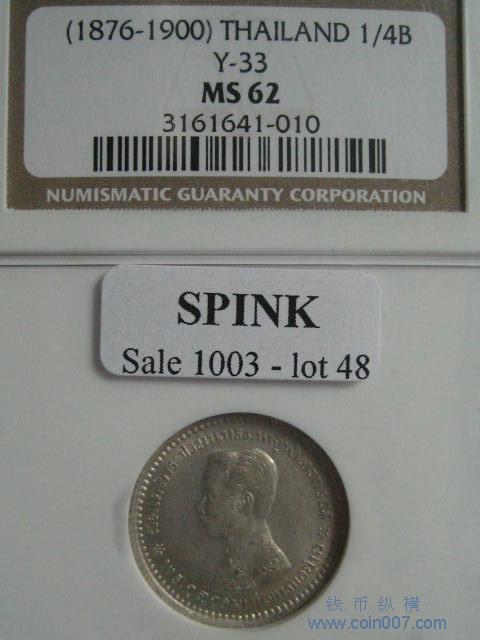 (1876-1900) THAILAND 1/4B
Y-33
MS 62
3161641-010
NUMISMATIC GUARANTY CORPORATION
SPINK
Sale 1003 - lot 48
钱币纵横
www.coin007.com